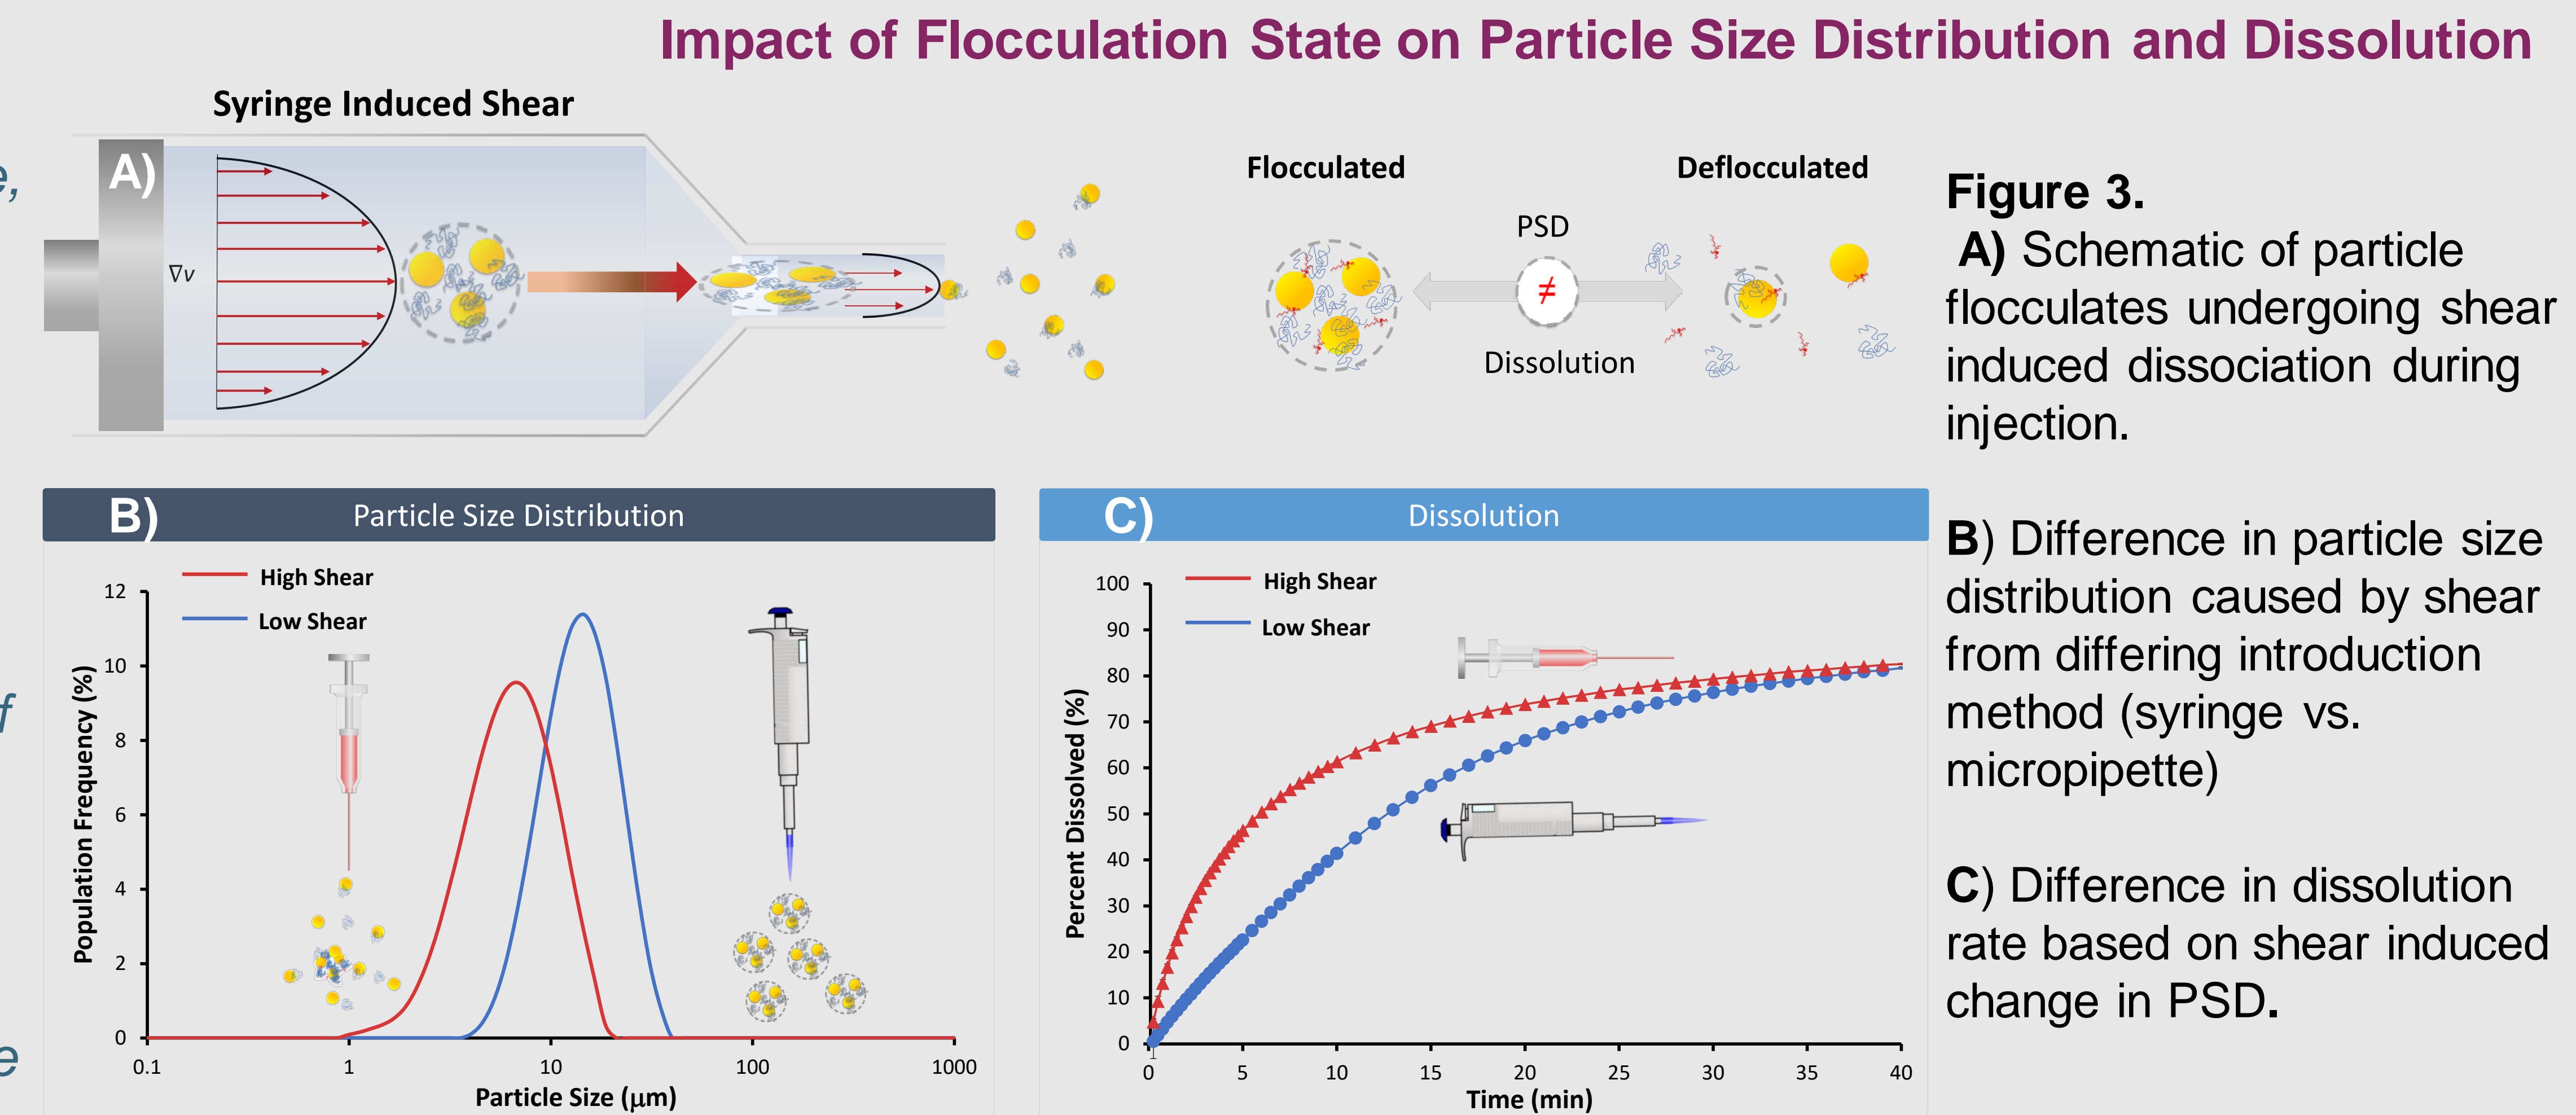 Impact of Flocculation State on Particle Size Distribution and Dissolution
Syringe Induced Shear
A)
∇v
Flocculated
Deflocculated
PSD
≠
Dissolution
e,
f
e
B)
Particle Size Distribution
High Shear
Low Shear
Population Frequency (%)
12
10
8
6
4
2
0
0.1
1
10
100
1000
Particle Size (μm)
C)
Dissolution
High Shear
Low Shear
Percent Dissolved (%)
100
90
80
70
60
50
40
30
20
10
0
0
5
10
15
20
25
30
35
40
Time (min)
Figure 3.
A) Schematic of particle
flocculates undergoing shear
induced dissociation during
injection.
B) Difference in particle size
distribution caused by shear
from differing introduction
method (syringe vs.
micropipette)
C) Difference in dissolution
rate based on shear induced
change in PSD.